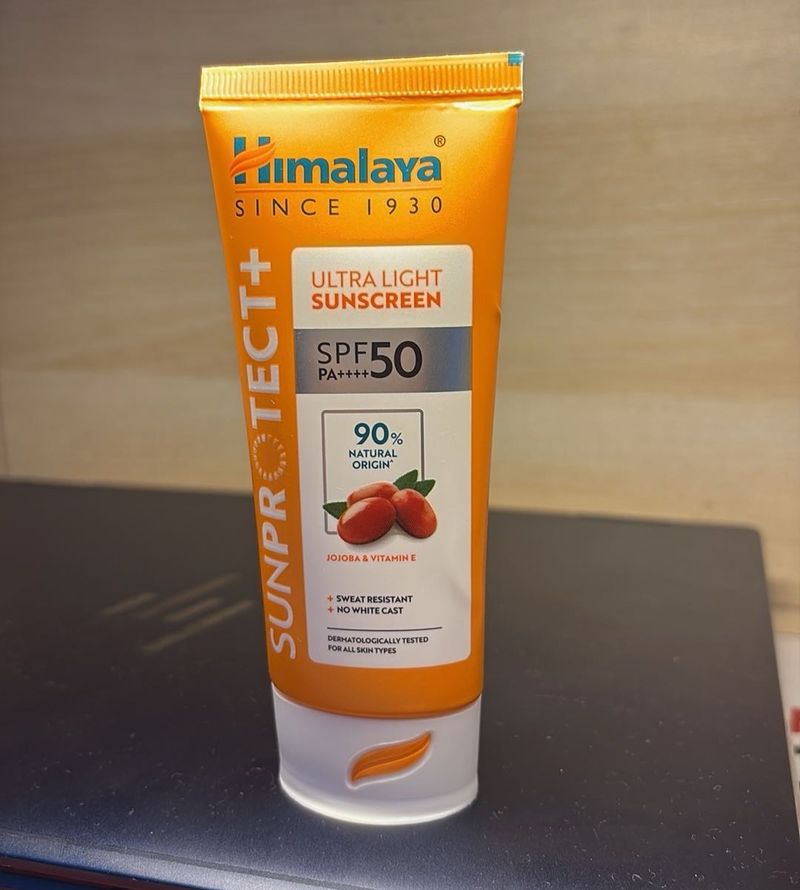 Himalaya®
SINCE 1930
SUNPROTECT+
ULTRA LIGHT
SUNSCREEN
SPF50
PA++++
90%
NATURAL
ORIGIN^
JOJOBA & VITAMIN E
+ SWEAT RESISTANT
+ NO WHITE CAST
DERMATOLOGICALLY TESTED
FOR ALL SKIN TYPES